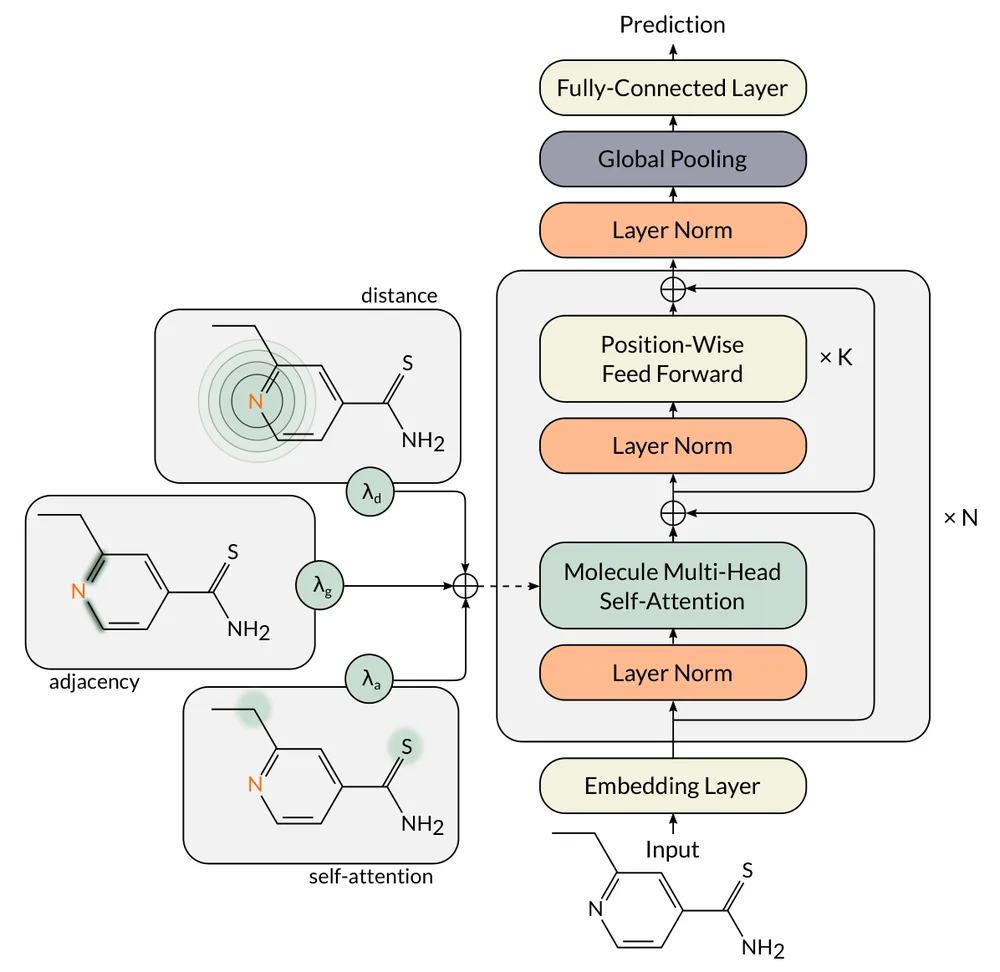 Prediction
Fully-Connected Layer
Global Pooling
Layer Norm
distance
S
N
NH2
λd
Position-Wise
Feed Forward
× K
Layer Norm
× N
S
N
NH2
λg
adjacency
Molecule Multi-Head
Self-Attention
Layer Norm
λa
S
N
NH2
self-attention
Embedding Layer
Input
S
N
NH2